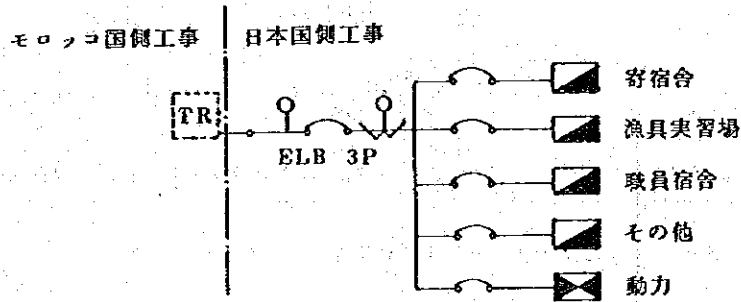 モロッコ国側工事
日本国側工事
TR
ELB 3P
寄宿舎
漁具実習場
職員宿舎
その他
動力